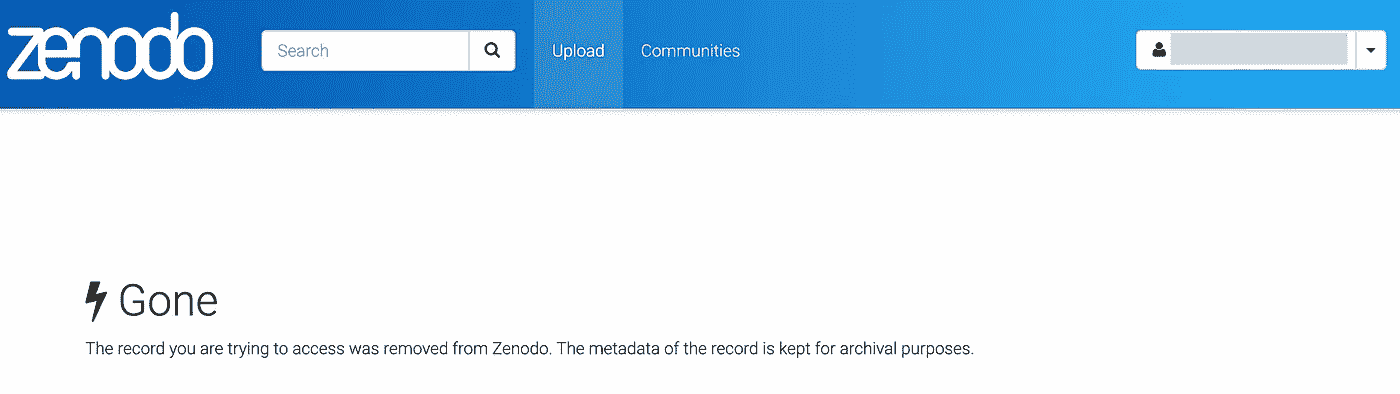 zenodo
Search
Upload
Communities
Gone
The record you are trying to access was removed from Zenodo. The metadata of the record is kept for archival purposes.